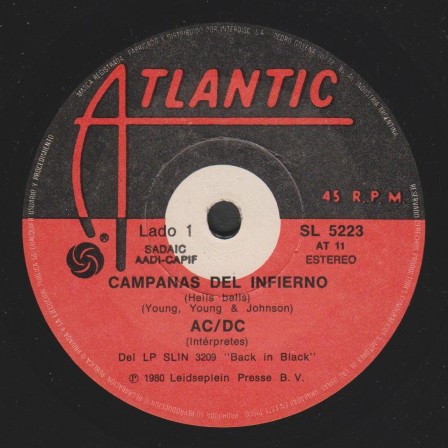 ATLANTIC
45 R.P.M.
Lado 1
SL 5223
SADAIC
AADI-CAPIF
AT 11
ESTEREO
CAMPANAS DEL INFIERNO
(Hells balls)
(Young, Young & Johnson)
AC/DC
(Intérpretes)
Del LP SLIN 3209 "Back in Black"
℗ 1980 Leidseplein Presse B. V.